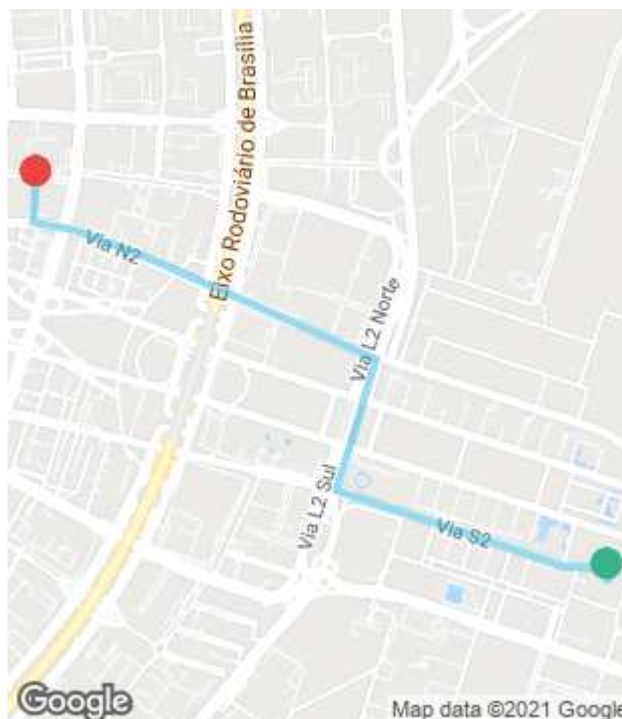 Eixo Rodoviário de Brasília
Via N2
Via L2 Norte
Via L2 Sul
Via S2
Google
Map data ©2021 Google